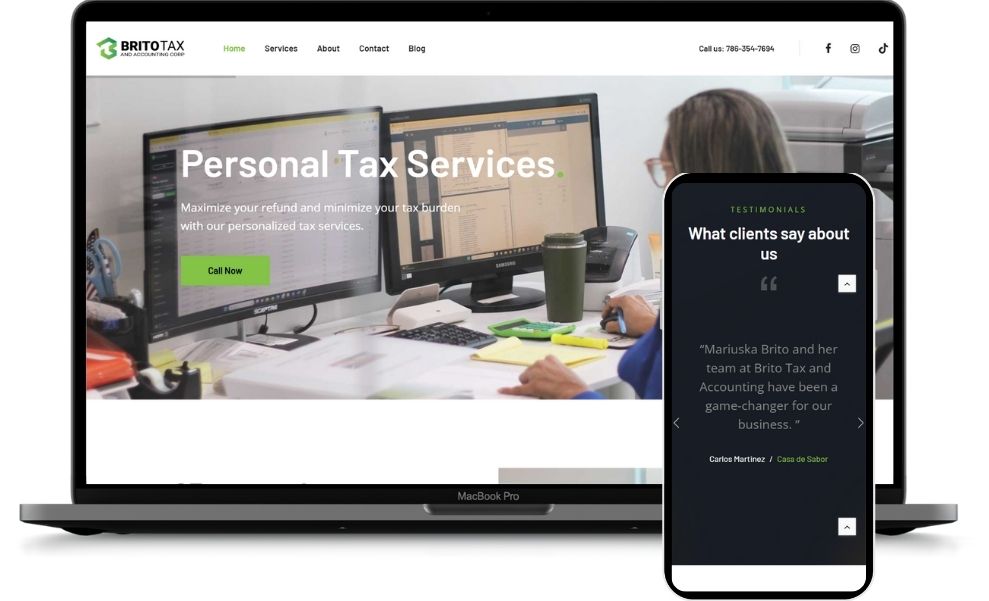 BRITOTAX
AND ACCOUNTING CORP
Home Services About Contact Blog
Call us: 786-354-7694
Personal Tax Services.
Maximize your refund and minimize your tax burden
with our personalized tax services.
Call Now
SAMSUNG
SCEPTRE
MacBook Pro
TESTIMONIALS
What clients say about
us
“
“Mariuska Brito and her
team at Brito Tax and
Accounting have been a
game-changer for our
business. ”
Carlos Martinez / Casa de Sabor